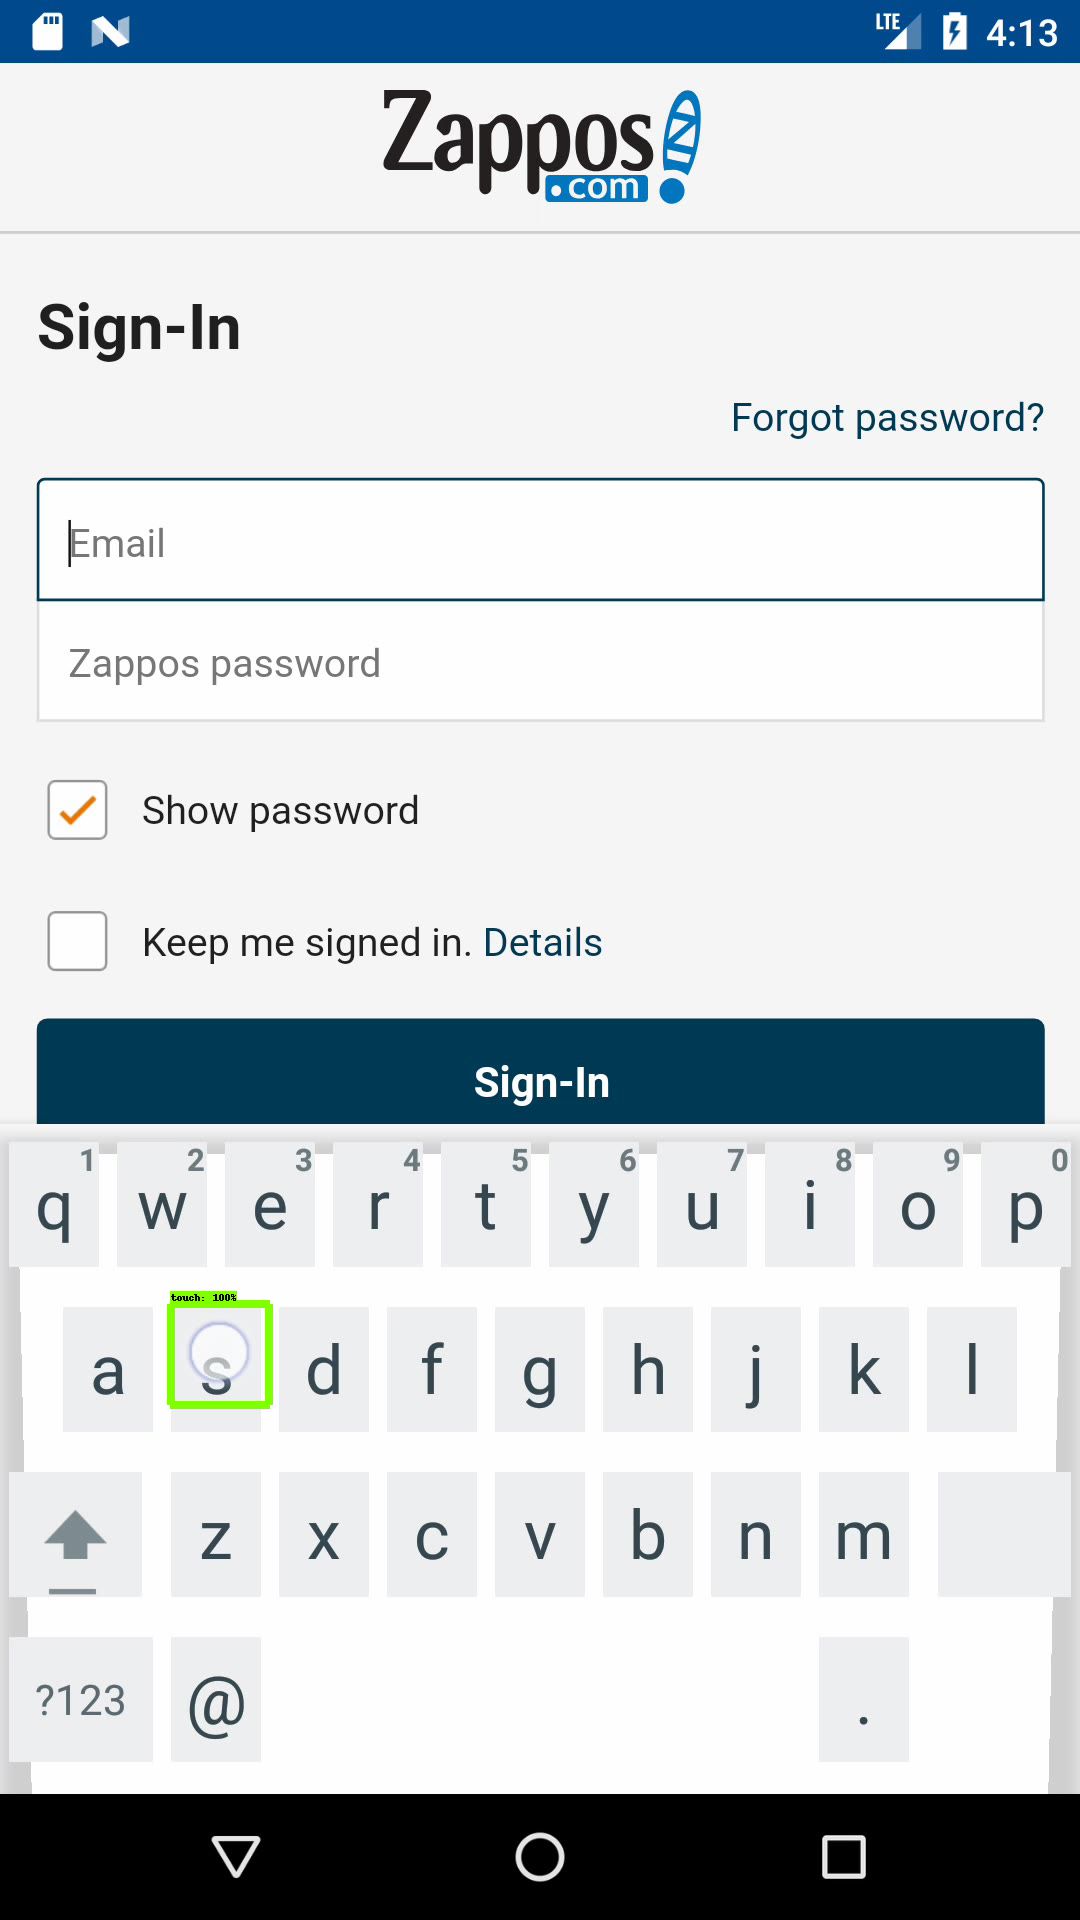 LTE 4:13
Zappos
.com
Sign-In
Forgot password?
Email
Zappos password
Show password
Keep me signed in. Details
Sign-In
1 2 3 4 5 6 7 8 9 0
q w e r t y u i o p
touch: 100%
a s d f g h j k l
z x c v b n m
?123 @ .